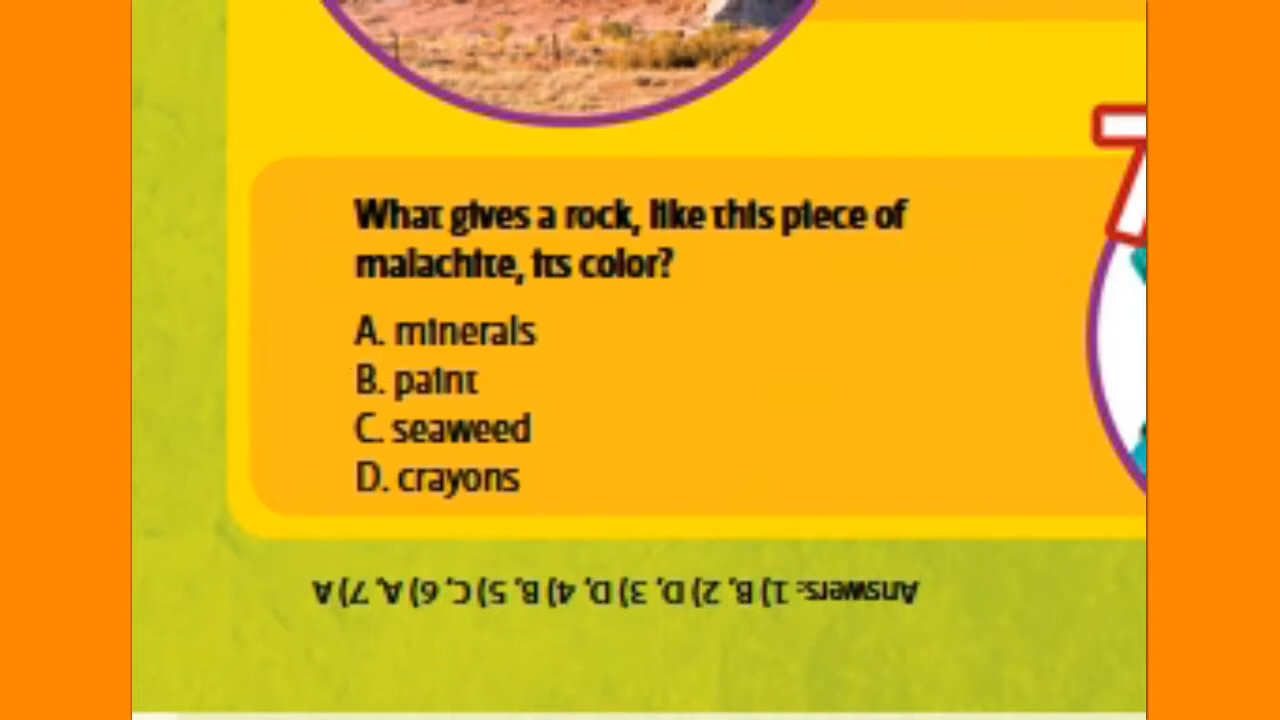 What gives a rock, like this piece of
malachite, its color?
A. minerals
B. paint
C. seaweed
D. crayons
Answers: 1) B, 2) D, 3) D, 4) B, 5) C, 6) A, 7) A